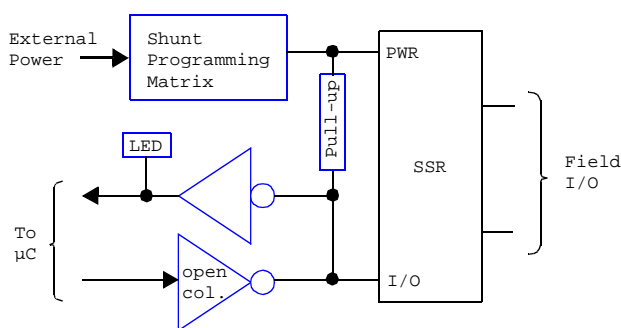 External
Power
Shunt
Programming
Matrix
PWR
Pull-up
LED
SSR
Field
I/O
To
µC
open
col.
I/O